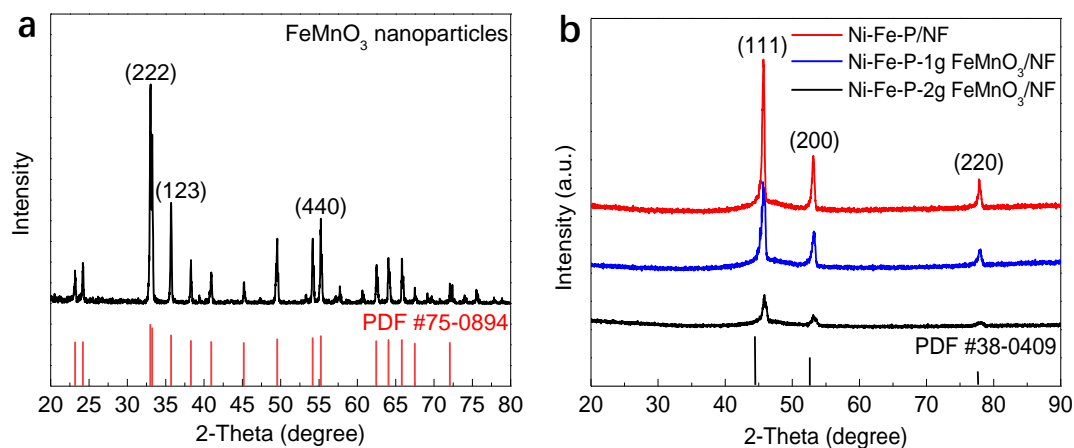 a
FeMnO₃ nanoparticles
(222)
(123)
(440)
Intensity
PDF #75-0894
20 25 30 35 40 45 50 55 60 65 70 75 80
2-Theta (degree)
b
Ni-Fe-P/NF
Ni-Fe-P-1g FeMnO₃/NF
Ni-Fe-P-2g FeMnO₃/NF
(111)
(200)
(220)
Intensity (a.u.)
PDF #38-0409
20 30 40 50 60 70 80 90
2-Theta (degree)